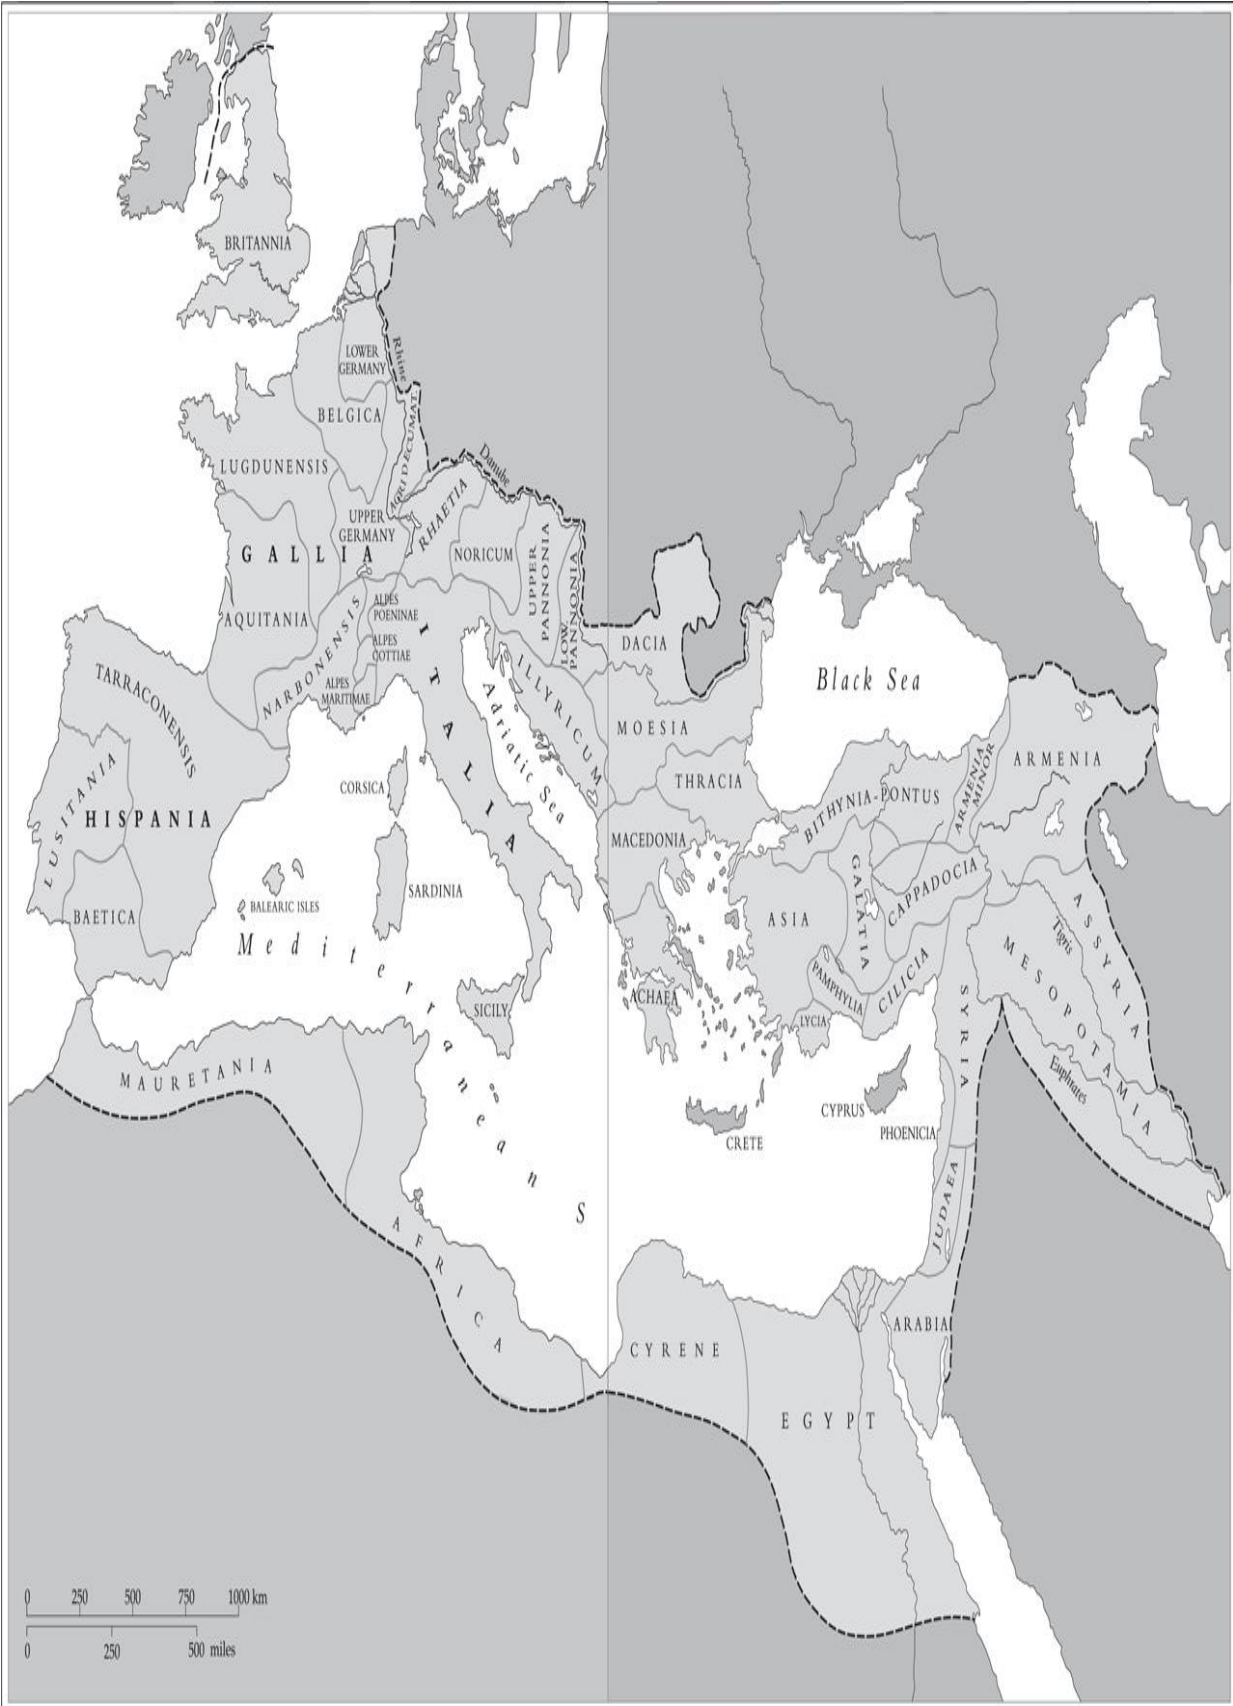 BRITANNIA
LOWER
GERMANY
Rhine
BELGICA
AGRI DECUMAT.
LUGDUNENSIS
Danube
UPPER
GERMANY
RHAETIA
GALLIA
NORICUM
UPPER
PANNONIA
LOW.
PANNONIA
AQUITANIA
ALPES
POENINAE
ALPES
COTTIAE
NARBONENSIS
ALPES
MARITIMAE
ITALIA
DACIA
ILLYRICUM
Adriatic Sea
Black Sea
TARRACONENSIS
MOESIA
LUSITANIA
HISPANIA
CORSICA
THRACIA
BITHYNIA-PONTUS
ARMENIA
MINOR
ARMENIA
MACEDONIA
SARDINIA
BALEARIC ISLES
BAETICA
ASIA
GALATIA
CAPPADOCIA
ASSYRIA
Tigris
MESOPOTAMIA
Mediterranean S
SICILY
ACHAEA
PAMPHYLIA
CILICIA
LYCIA
SYRIA
MAURETANIA
Euphrates
CYPRUS
CRETE
PHOENICIA
JUDAEA
AFRICA
CYRENE
ARABIA
EGYPT
0 250 500 750 1000 km
0 250 500 miles